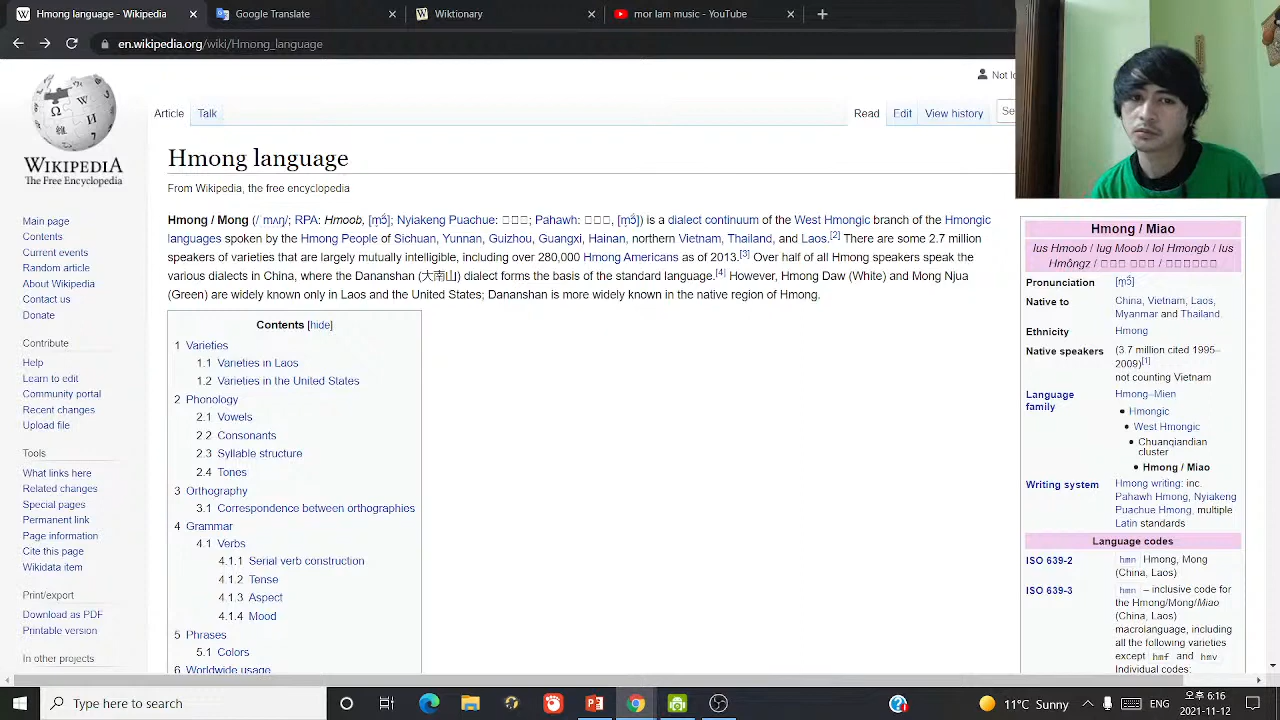 Hmong language - Wikipedia
Google Translate
Wiktionary
mor lam music - YouTube
en.wikipedia.org/wiki/Hmong_language
Not lo
Article
Talk
Read
Edit
View history
Se
WIKIPEDIA
The Free Encyclopedia
Main page
Contents
Current events
Random article
About Wikipedia
Contact us
Donate
Contribute
Help
Learn to edit
Community portal
Recent changes
Upload file
Tools
What links here
Related changes
Special pages
Permanent link
Page information
Cite this page
Wikidata item
Print/export
Download as PDF
Printable version
In other projects
Hmong language
From Wikipedia, the free encyclopedia
Hmong / Mong (/ˈmʌŋ/; RPA: Hmoob, [m̥ɔ̃́]; Nyiakeng Puachue: □□□; Pahawh: □□□, [m̥ɔ̃́]) is a dialect continuum of the West Hmongic branch of the Hmongic
languages spoken by the Hmong People of Sichuan, Yunnan, Guizhou, Guangxi, Hainan, northern Vietnam, Thailand, and Laos.[2] There are some 2.7 million
speakers of varieties that are largely mutually intelligible, including over 280,000 Hmong Americans as of 2013.[3] Over half of all Hmong speakers speak the
various dialects in China, where the Dananshan (大南山) dialect forms the basis of the standard language.[4] However, Hmong Daw (White) and Mong Njua
(Green) are widely known only in Laos and the United States; Dananshan is more widely known in the native region of Hmong.
Contents [hide]
1 Varieties
1.1 Varieties in Laos
1.2 Varieties in the United States
2 Phonology
2.1 Vowels
2.2 Consonants
2.3 Syllable structure
2.4 Tones
3 Orthography
3.1 Correspondence between orthographies
4 Grammar
4.1 Verbs
4.1.1 Serial verb construction
4.1.2 Tense
4.1.3 Aspect
4.1.4 Mood
5 Phrases
5.1 Colors
6 Worldwide usage
Hmong / Miao
lus Hmoob / lug Moob / lol Hmongb / lus
Hmôngz / □□□ □□□ / □□□□□□
Pronunciation [m̥ɔ̃́]
Native to China, Vietnam, Laos,
Myanmar and Thailand.
Ethnicity Hmong
Native speakers (3.7 million cited 1995–
2009)[1]
not counting Vietnam
Language family Hmong–Mien
Hmongic
West Hmongic
Chuanqiandian
cluster
Hmong / Miao
Writing system Hmong writing: inc.
Pahawh Hmong, Nyiakeng
Puachue Hmong, multiple
Latin standards
Language codes
ISO 639-2 hmn Hmong, Mong
(China, Laos)
ISO 639-3 hmn – inclusive code for
the Hmong/Mong/Miao
(China, Laos)
macrolanguage, including
all the following varieties
except hmf and hmv
Individual codes:
Type here to search
11°C Sunny
오후 6:16
2021-11-12